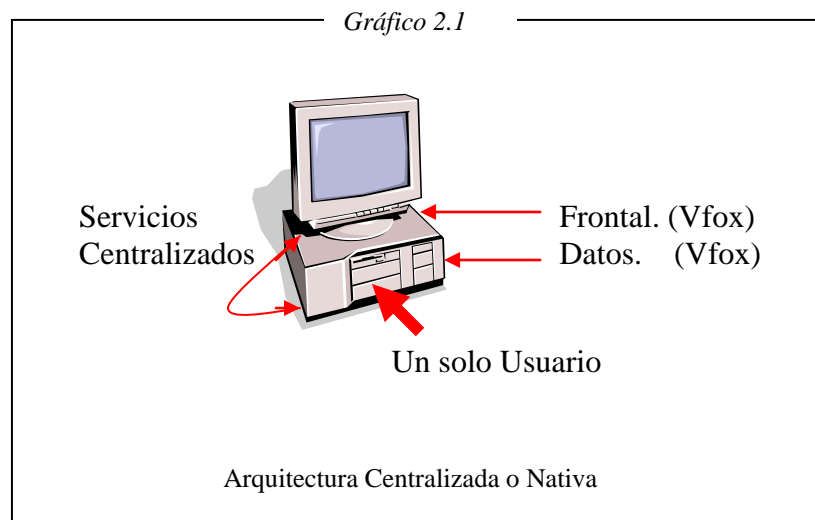 Gráfico 2.1
Servicios
Centralizados
Frontal. (Vfox)
Datos. (Vfox)
Un solo Usuario
Arquitectura Centralizada o Nativa